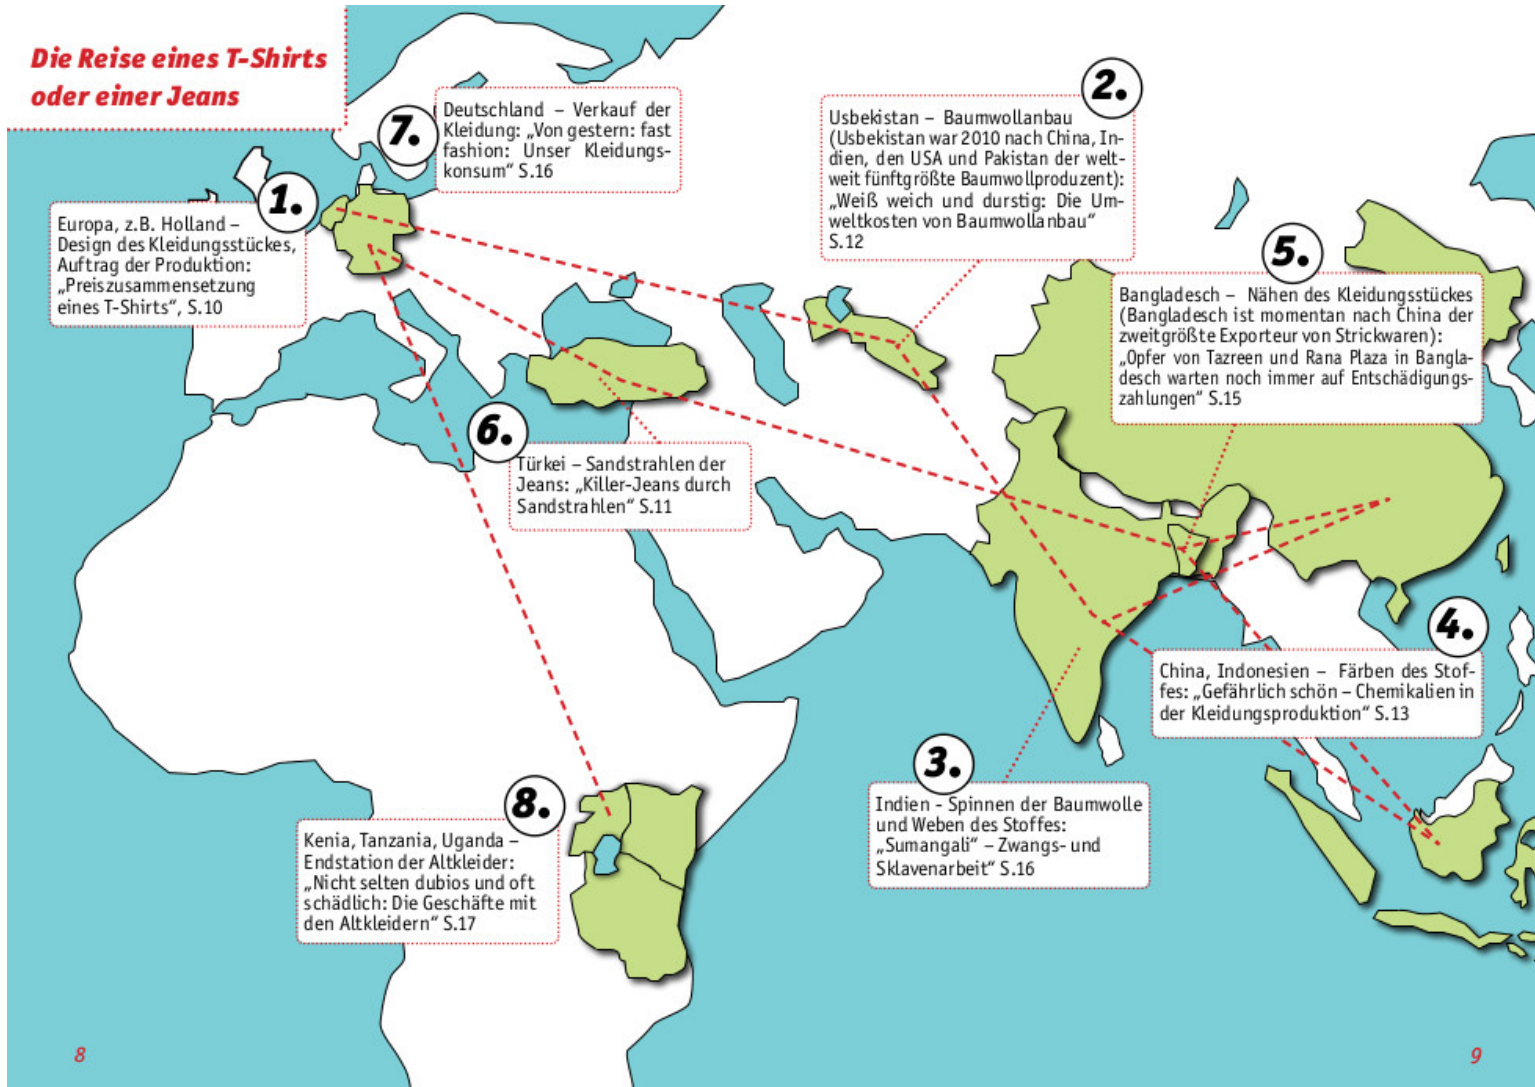 Die Reise eines T-Shirts
oder einer Jeans
1.
Europa, z.B. Holland –
Design des Kleidungsstückes,
Auftrag der Produktion:
„Preiszusammensetzung
eines T-Shirts“, S.10
2.
Usbekistan – Baumwollanbau
(Usbekistan war 2010 nach China, In-
dien, den USA und Pakistan der welt-
weit fünftgrößte Baumwollproduzent):
„Weiß weich und durstig: Die Um-
weltkosten von Baumwollanbau“
S.12
3.
Indien - Spinnen der Baumwolle
und Weben des Stoffes:
„Sumangali“ – Zwangs- und
Sklavenarbeit“ S.16
4.
China, Indonesien – Färben des Stof-
fes: „Gefährlich schön – Chemikalien in
der Kleidungsproduktion“ S.13
5.
Bangladesch – Nähen des Kleidungsstückes
(Bangladesch ist momentan nach China der
zweitgrößte Exporteur von Strickwaren):
„Opfer von Tazreen und Rana Plaza in Bangla-
desch warten noch immer auf Entschädigungs-
zahlungen“ S.15
6.
Türkei – Sandstrahlen der
Jeans: „Killer-Jeans durch
Sandstrahlen“ S.11
7.
Deutschland – Verkauf der
Kleidung: „Von gestern: fast
fashion: Unser Kleidungs-
konsum“ S.16
8.
Kenia, Tanzania, Uganda –
Endstation der Altkleider:
„Nicht selten dubios und oft
schädlich: Die Geschäfte mit
den Altkleidern“ S.17
8
9